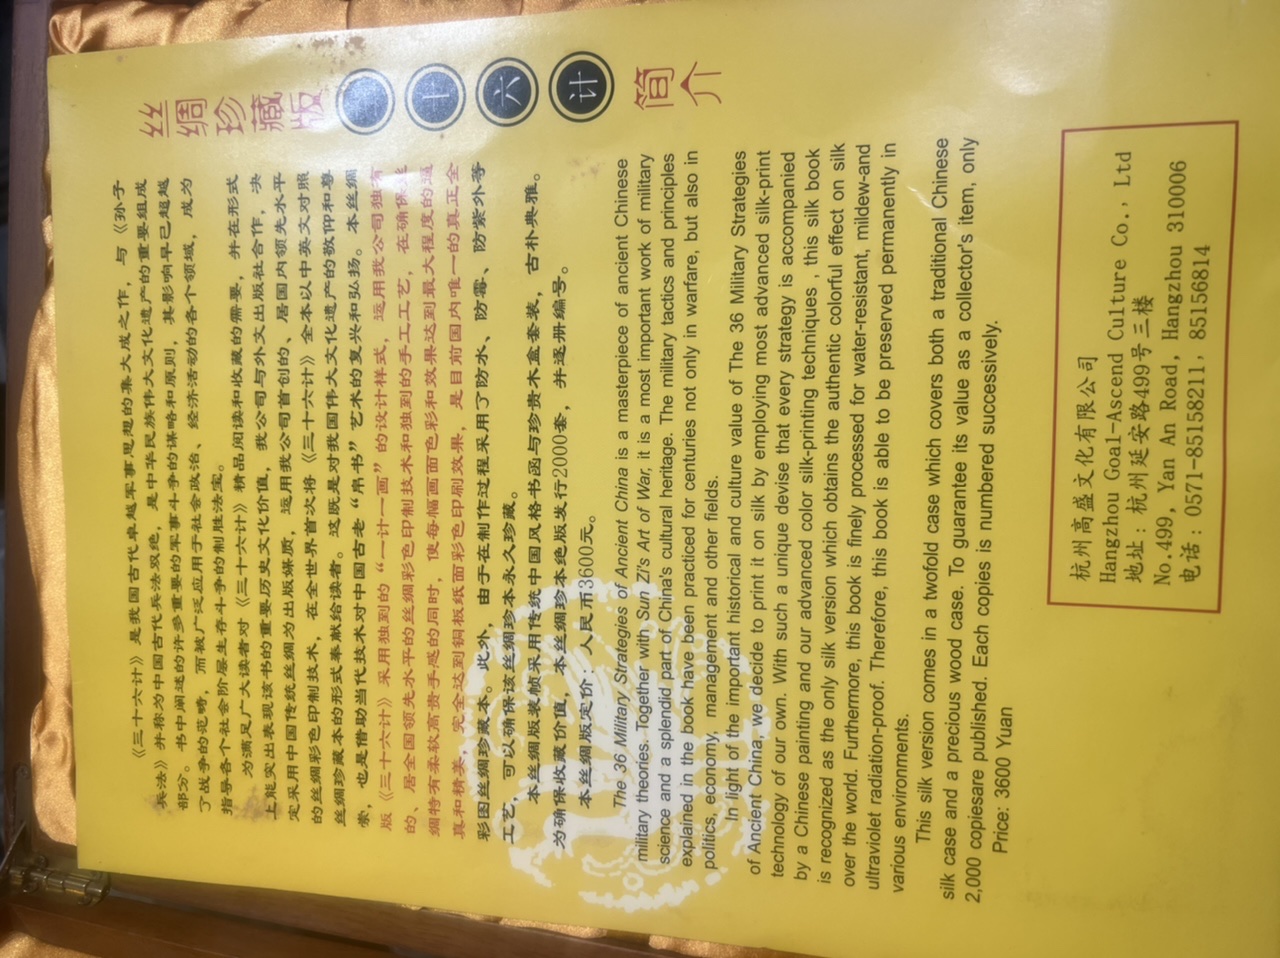 丝绸珍藏版
十六计
简介
《三十六计》是我国古代卓越军事思想的集大成之作，与《孙子
兵法》并称为中国古代兵法双绝，是中华民族伟大文化遗产的重要组成
部分。书中阐述的许多重要的军事斗争的谋略和原则，其影响早已超越
了战争的范畴，而被广泛应用于社会政治、经济活动的各个领域，成为
指导各个社会阶层生存斗争的制胜法宝。
为满足广大读者对《三十六计》精品阅读和收藏的需要，并在形式
上能突出表现该书的重要历史文化价值，我公司与外文出版社合作，决
定采用中国传统丝绸为出版媒质，运用我公司首创的、居国内领先水平
的丝绸彩色印制技术，在全世界首次将《三十六计》全本以中英文对照
丝绸珍藏本的形式奉献给读者。这既是对我国伟大文化遗产的敬仰和尊
崇，也是借助当代技术对中国古老“帛书”艺术的复兴和弘扬。本丝绸
版《三十六计》采用独到的“一计一画”的设计样式，运用我公司独有
的、居全国领先水平的丝绸彩色印制技术和独到的手工工艺，在确保丝
绸特有柔软高贵手感的同时，使每幅画面色彩和效果达到最大程度的逼
真和精美，完全达到铜板纸面彩色印刷效果，是目前国内唯一的真正全
彩图丝绸珍藏本。此外，由于在制作过程采用了防水、防霉、防紫外等
工艺，可以确保该丝绸珍本永久珍藏。
本丝绸版装帧采用传统中国风格书函与珍贵木盒套装，古朴典雅。
为确保收藏价值，本丝绸珍本绝版发行2000套，并逐册编号。
本丝绸版定价：人民币3600元。
The 36 Military Strategies of Ancient China is a masterpiece of ancient Chinese
military theories. Together with Sun Zi's Art of War, it is a most important work of military
science and a splendid part of China's cultural heritage. The military tactics and principles
explained in the book have been practiced for centuries not only in warfare, but also in
politics, economy, management and other fields.
In light of the important historical and culture value of The 36 Military Strategies
of Ancient China, we decide to print it on silk by employing most advanced silk-print
technology of our own. With such a unique devise that every strategy is accompanied
by a Chinese painting and our advanced color silk-printing techniques , this silk book
is recognized as the only silk version which obtains the authentic colorful effect on silk
over the world. Furthermore, this book is finely processed for water-resistant, mildew-and
ultraviolet radiation-proof. Therefore, this book is able to be preserved permanently in
various environments.
This silk version comes in a twofold case which covers both a traditional Chinese
silk case and a precious wood case. To guarantee its value as a collector's item, only
2,000 copiesare published. Each copies is numbered successively.
Price: 3600 Yuan
杭州高盛文化有限公司
Hangzhou Goal-Ascend Culture Co., Ltd
地址：杭州延安路499号三楼
No.499, Yan An Road, Hangzhou 310006
电话：0571-85158211, 85156814